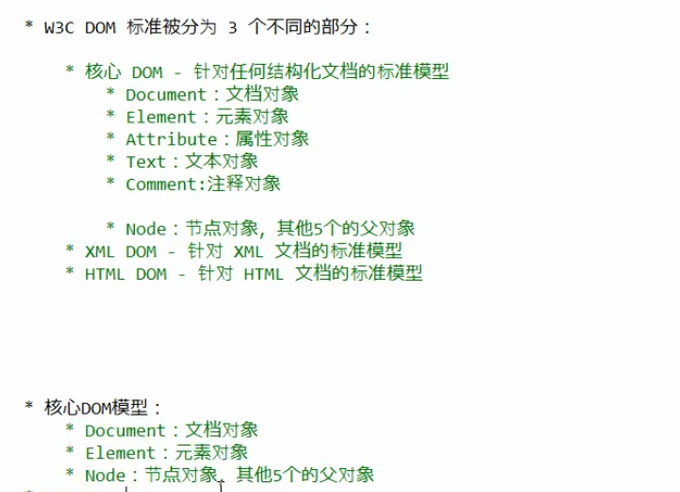 * W3C DOM 标准被分为 3 个不同的部分：
* 核心 DOM - 针对任何结构化文档的标准模型
* Document：文档对象
* Element：元素对象
* Attribute：属性对象
* Text：文本对象
* Comment:注释对象
* Node：节点对象，其他5个的父对象
* XML DOM - 针对 XML 文档的标准模型
* HTML DOM - 针对 HTML 文档的标准模型
* 核心DOM模型：
* Document：文档对象
* Element：元素对象
* Node：节点对象，其他5个的父对象